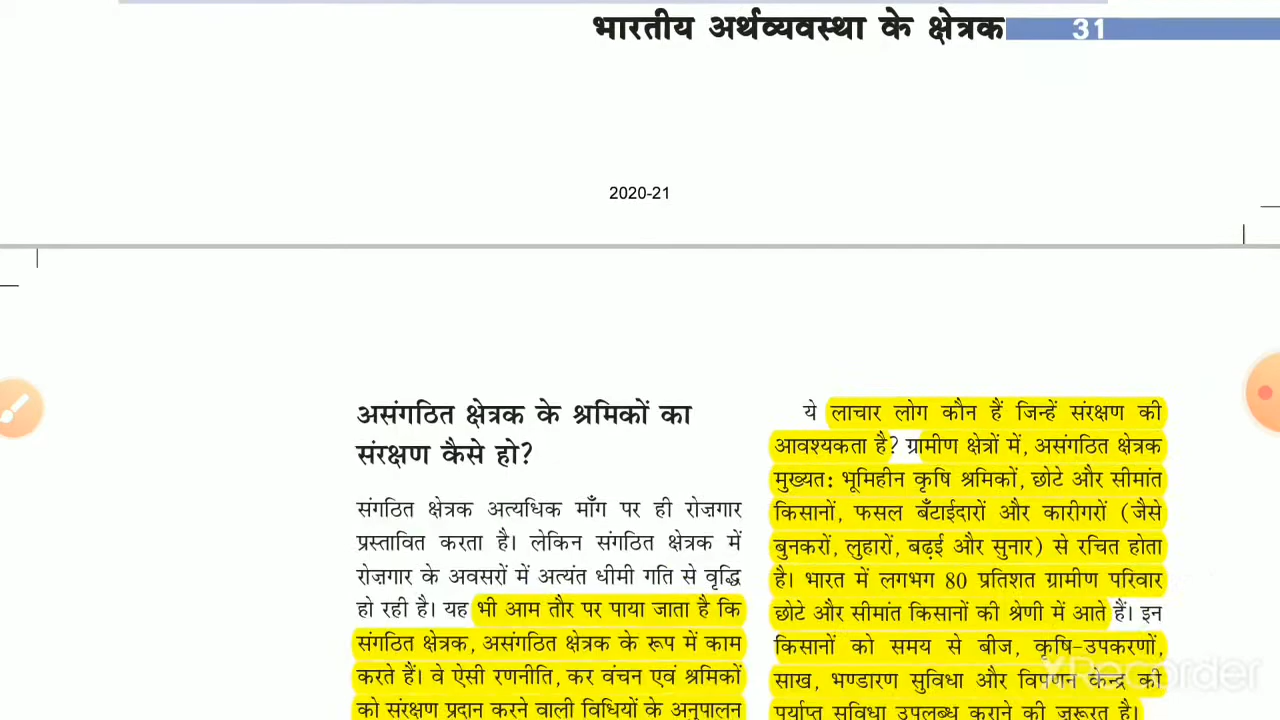 भारतीय अर्थव्यवस्था के क्षेत्रक 31
2020-21
असंगठित क्षेत्रक के श्रमिकों का
संरक्षण कैसे हो?
संगठित क्षेत्रक अत्यधिक माँग पर ही रोज़गार
प्रस्तावित करता है। लेकिन संगठित क्षेत्रक में
रोज़गार के अवसरों में अत्यंत धीमी गति से वृद्धि
हो रही है। यह भी आम तौर पर पाया जाता है कि
संगठित क्षेत्रक, असंगठित क्षेत्रक के रूप में काम
करते हैं। वे ऐसी रणनीति, कर वंचन एवं श्रमिकों
को संरक्षण प्रदान करने वाली विधियों के अनुपालन
ये लाचार लोग कौन हैं जिन्हें संरक्षण की
आवश्यकता है? ग्रामीण क्षेत्रों में, असंगठित क्षेत्रक
मुख्यतः भूमिहीन कृषि श्रमिकों, छोटे और सीमांत
किसानों, फसल बँटाईदारों और कारीगरों (जैसे
बुनकरों, लुहारों, बढ़ई और सुनार) से रचित होता
है। भारत में लगभग 80 प्रतिशत ग्रामीण परिवार
छोटे और सीमांत किसानों की श्रेणी में आते हैं। इन
किसानों को समय से बीज, कृषि-उपकरणों,
साख, भण्डारण सुविधा और विपणन केन्द्र की
पर्याप्त सुविधा उपलब्ध कराने की ज़रूरत है।
XRecorder